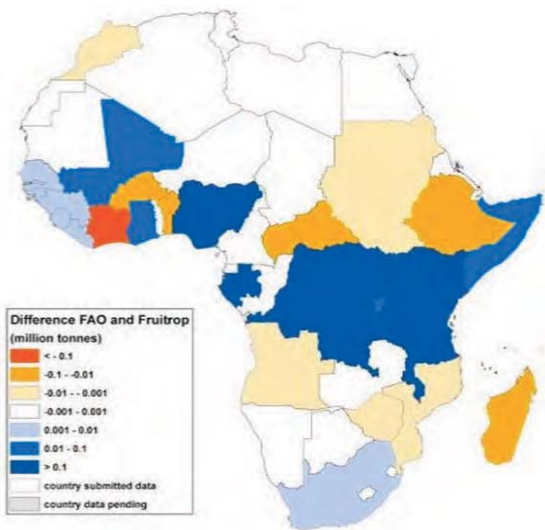 Difference FAO and Fruitrop
(million tonnes)
< - 0.1
-0.1 - -0.01
-0.01 - - 0.001
-0.001 - 0.001
0.001 - 0.01
0.01 - 0.1
> 0.1
country submitted data
country data pending